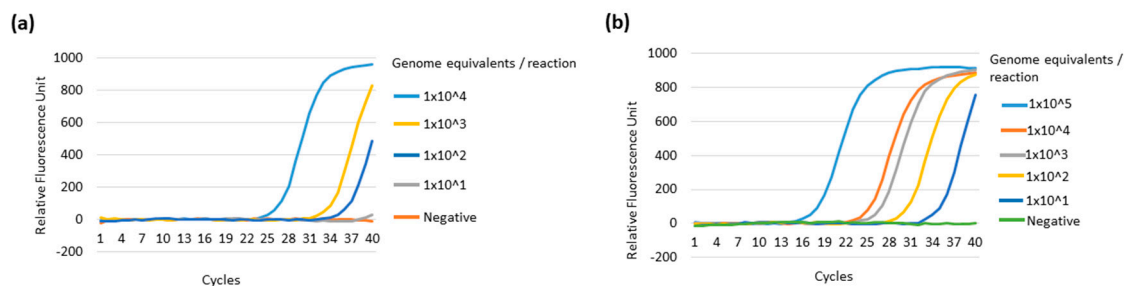 (a)
1000
800
600
400
200
0
-200
Relative Fluorescence Unit
1 4 7 10 13 16 19 22 25 28 31 34 37 40
Cycles
Genome equivalents / reaction
1x10^4
1x10^3
1x10^2
1x10^1
Negative
(b)
1000
800
600
400
200
0
-200
Relative Fluorescence Unit
1 4 7 10 13 16 19 22 25 28 31 34 37 40
Cycles
Genome equivalents /
reaction
1x10^5
1x10^4
1x10^3
1x10^2
1x10^1
Negative